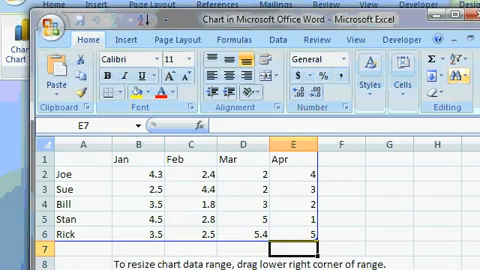 Chart in Microsoft Office Word - Microsoft Excel
Home Insert Page Layout Formulas Data Review View
Calibri 11 General
Paste Styles Cells
Clipboard Font Alignment Number Editing
E7 fx
A B C D E F G H
1 Jan Feb Mar Apr
2 Joe 4.3 2.4 2 4
3 Sue 2.5 4.4 2 3
4 Bill 3.5 1.8 3 2
5 Stan 4.5 2.8 5 1
6 Rick 3.5 2.5 5.4 5
7
8 To resize chart data range, drag lower right corner of range.